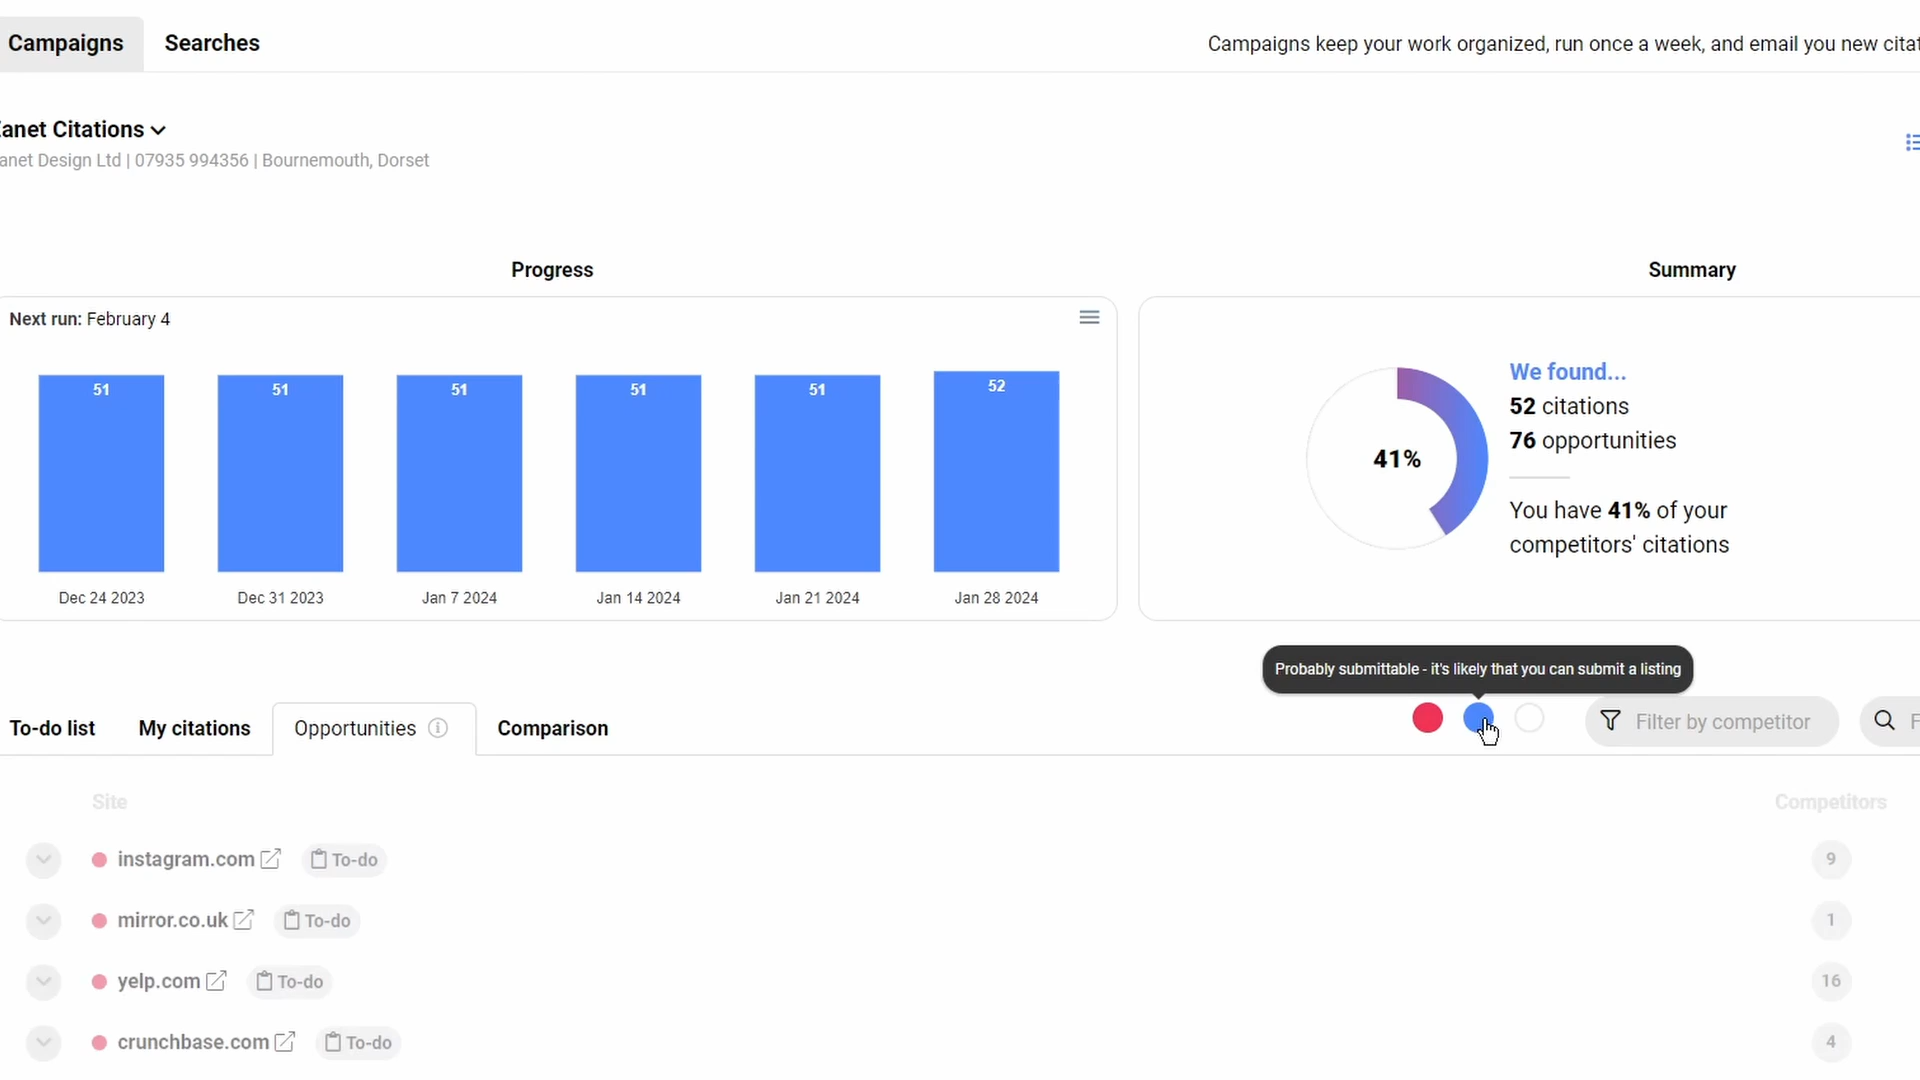 Campaigns Searches
Campaigns keep your work organized, run once a week, and email you new
Citations
Design Ltd | 07935 994356 | Bournemouth, Dorset
Progress
Summary
Next run: February 4
51 51 51 51 51 52
Dec 24 2023 Dec 31 2023 Jan 7 2024 Jan 14 2024 Jan 21 2024 Jan 28 2024
41%
We found...
52 citations
76 opportunities
You have 41% of your
competitors' citations
Probably submittable - it's likely that you can submit a listing
To-do list My citations Opportunities Comparison
Filter by competitor
Site Competitors
instagram.com To-do 9
mirror.co.uk To-do 1
yelp.com To-do 16
crunchbase.com To-do 4